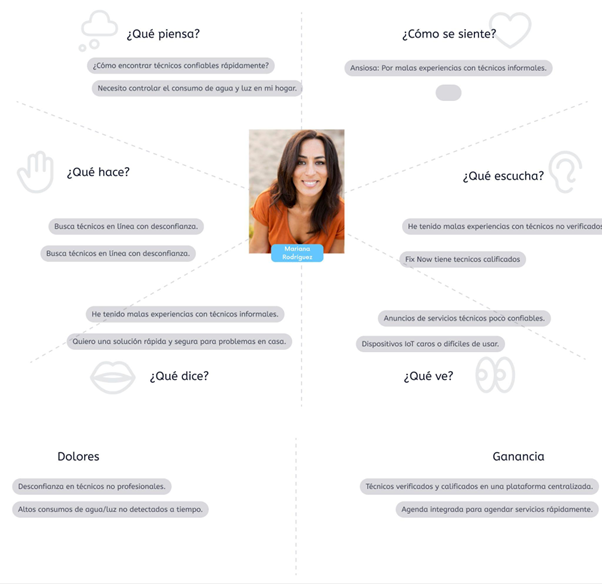 ¿Qué piensa?
¿Cómo encontrar técnicos confiables rápidamente?
Necesito controlar el consumo de agua y luz en mi hogar.
¿Cómo se siente?
Ansiosa: Por malas experiencias con técnicos informales.
¿Qué hace?
Busca técnicos en línea con desconfianza.
Busca técnicos en línea con desconfianza.
Mariana
Rodríguez
¿Qué escucha?
He tenido malas experiencias con técnicos no verificados
Fix Now tiene tecnicos calificados
He tenido malas experiencias con técnicos informales.
Quiero una solución rápida y segura para problemas en casa.
¿Qué dice?
Anuncios de servicios técnicos poco confiables.
Dispositivos IoT caros o difíciles de usar.
¿Qué ve?
Dolores
Desconfianza en técnicos no profesionales.
Altos consumos de agua/luz no detectados a tiempo.
Ganancia
Técnicos verificados y calificados en una plataforma centralizada.
Agenda integrada para agendar servicios rápidamente.